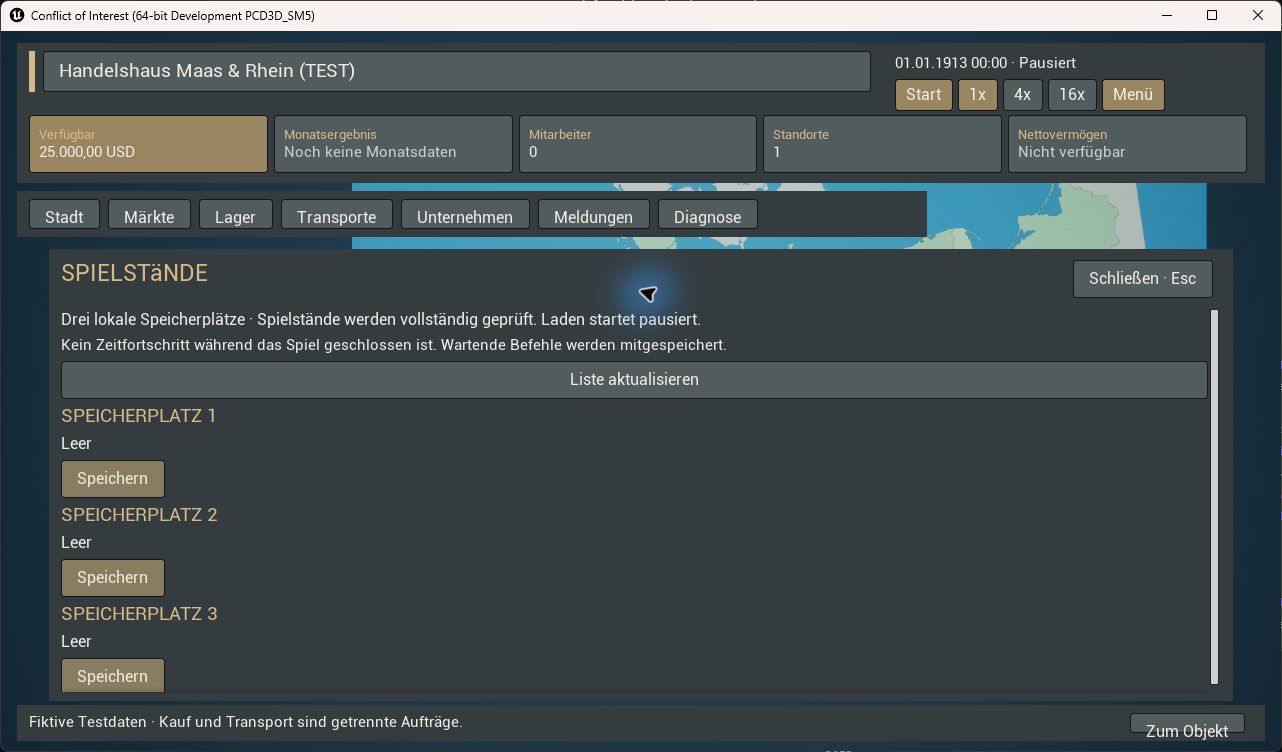 Conflict of Interest (64-bit Development PCD3D_SM5)
Handelshaus Maas & Rhein (TEST)
01.01.1913 00:00 · Pausiert
Start 1x 4x 16x Menü
Verfügbar
25.000,00 USD
Monatsergebnis
Noch keine Monatsdaten
Mitarbeiter
0
Standorte
1
Nettovermögen
Nicht verfügbar
Stadt Märkte Lager Transporte Unternehmen Meldungen Diagnose
SPIELSTäNDE
Schließen · Esc
Drei lokale Speicherplätze · Spielstände werden vollständig geprüft. Laden startet pausiert.
Kein Zeitfortschritt während das Spiel geschlossen ist. Wartende Befehle werden mitgespeichert.
Liste aktualisieren
SPEICHERPLATZ 1
Leer
Speichern
SPEICHERPLATZ 2
Leer
Speichern
SPEICHERPLATZ 3
Leer
Speichern
Fiktive Testdaten · Kauf und Transport sind getrennte Aufträge.
Zum Objekt